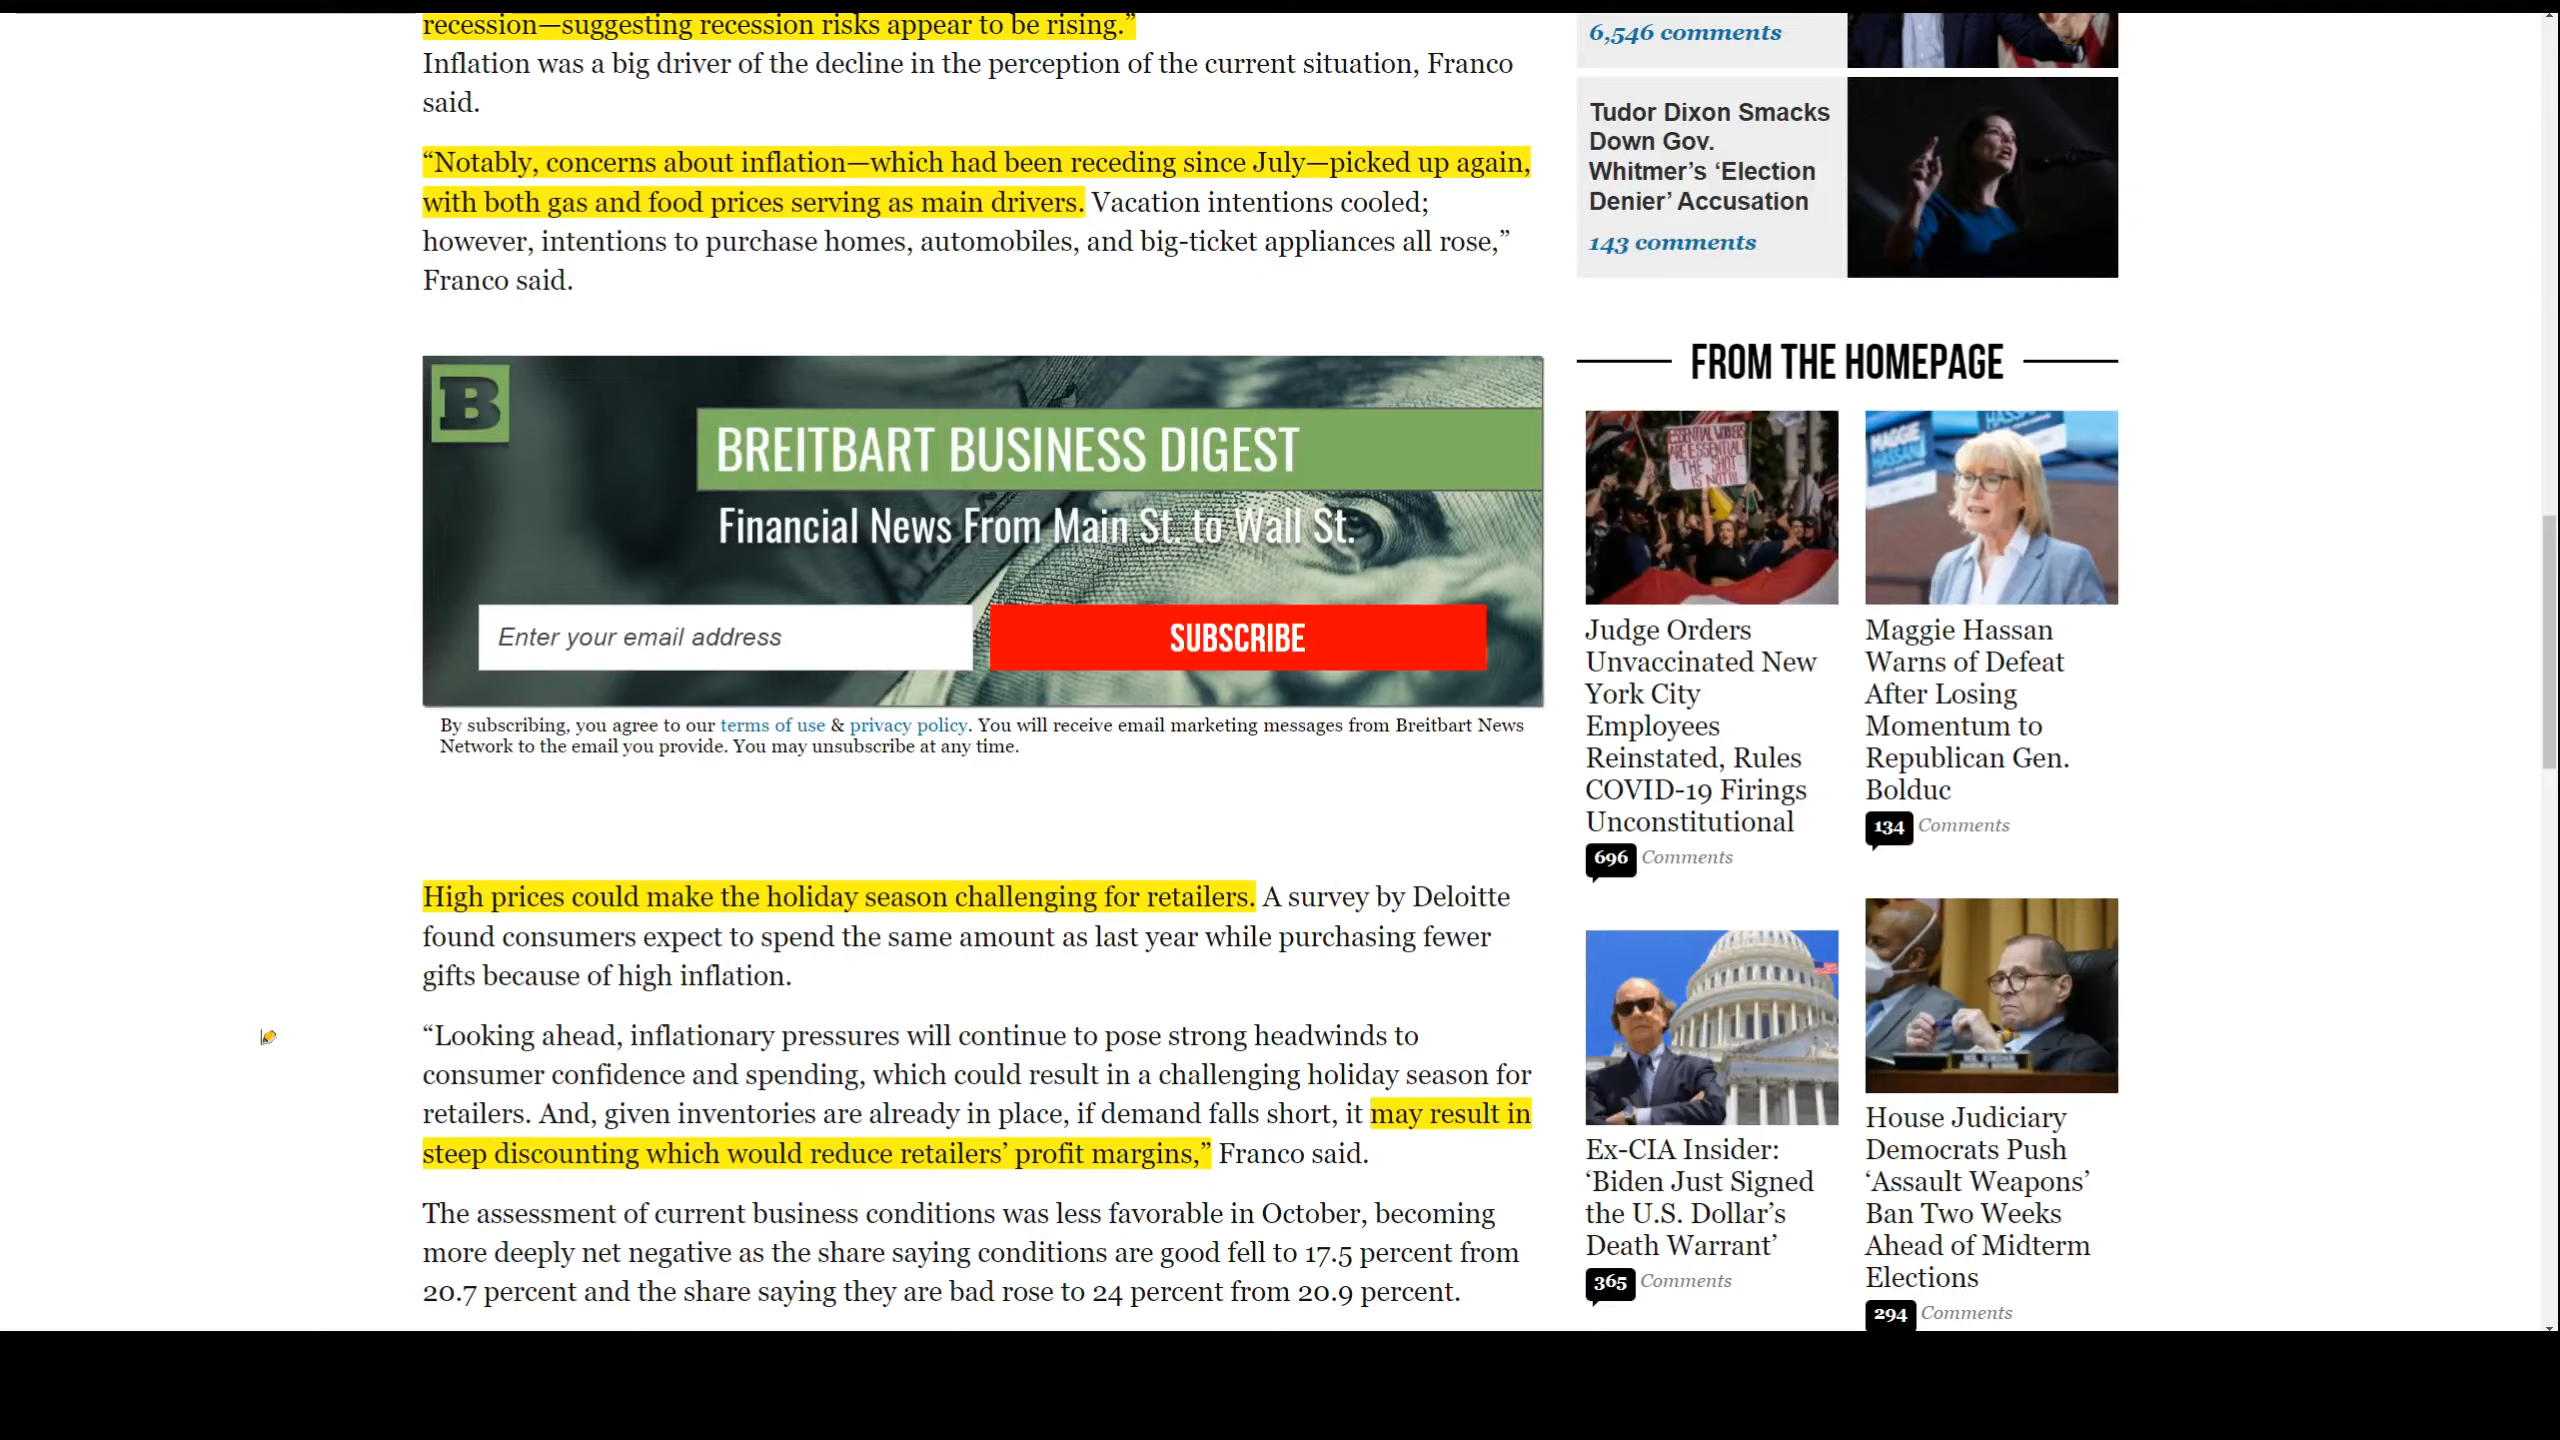 recession—suggesting recession risks appear to be rising.”
Inflation was a big driver of the decline in the perception of the current situation, Franco
said.
“Notably, concerns about inflation—which had been receding since July—picked up again,
with both gas and food prices serving as main drivers. Vacation intentions cooled;
however, intentions to purchase homes, automobiles, and big-ticket appliances all rose,”
Franco said.
B
BREITBART BUSINESS DIGEST
Financial News From Main St. to Wall St.
Enter your email address
SUBSCRIBE
By subscribing, you agree to our terms of use & privacy policy. You will receive email marketing messages from Breitbart News
Network to the email you provide. You may unsubscribe at any time.
High prices could make the holiday season challenging for retailers. A survey by Deloitte
found consumers expect to spend the same amount as last year while purchasing fewer
gifts because of high inflation.
“Looking ahead, inflationary pressures will continue to pose strong headwinds to
consumer confidence and spending, which could result in a challenging holiday season for
retailers. And, given inventories are already in place, if demand falls short, it may result in
steep discounting which would reduce retailers’ profit margins,” Franco said.
The assessment of current business conditions was less favorable in October, becoming
more deeply net negative as the share saying conditions are good fell to 17.5 percent from
20.7 percent and the share saying they are bad rose to 24 percent from 20.9 percent.
6,546 comments
Tudor Dixon Smacks
Down Gov.
Whitmer’s ‘Election
Denier’ Accusation
143 comments
FROM THE HOMEPAGE
ESSENTIAL WORKERS
ARE ESSENTIAL
THE SHOT
IS NOT!!!
Judge Orders
Unvaccinated New
York City
Employees
Reinstated, Rules
COVID-19 Firings
Unconstitutional
696 Comments
MAGGIE
HASSAN
HASSAN
Maggie Hassan
Warns of Defeat
After Losing
Momentum to
Republican Gen.
Bolduc
134 Comments
Ex-CIA Insider:
‘Biden Just Signed
the U.S. Dollar’s
Death Warrant’
365 Comments
House Judiciary
Democrats Push
‘Assault Weapons’
Ban Two Weeks
Ahead of Midterm
Elections
294 Comments